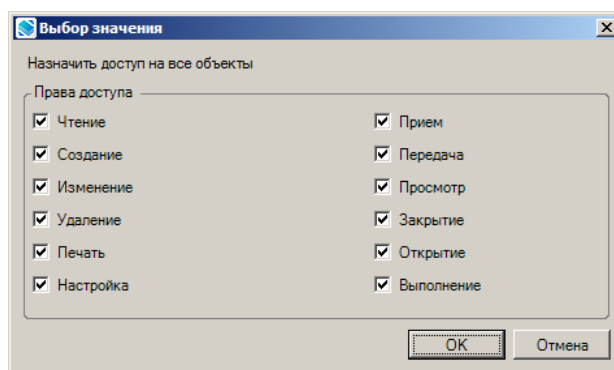 Выбор значения
Назначить доступ на все объекты
Права доступа
Чтение
Создание
Изменение
Удаление
Печать
Настройка
Прием
Передача
Просмотр
Закрытие
Открытие
Выполнение
OK
Отмена